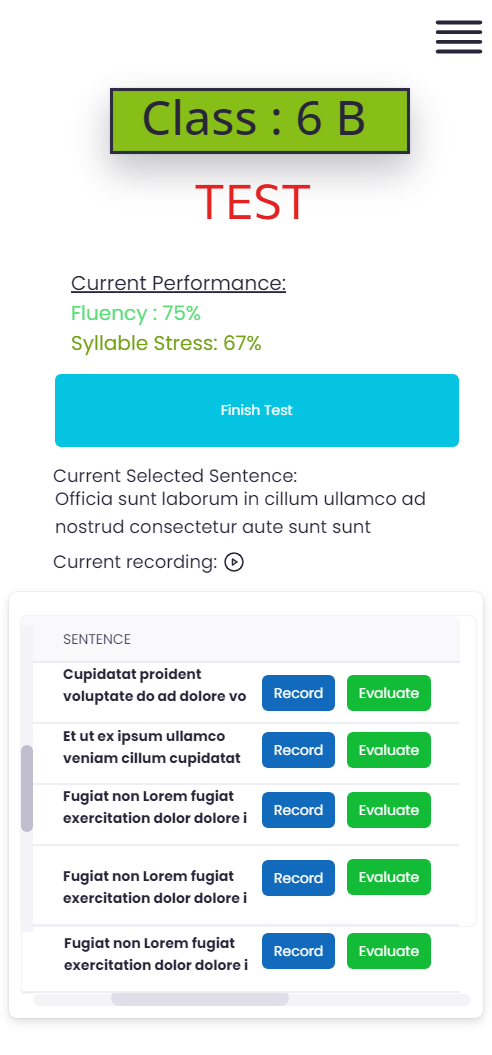 Class : 6 B
TEST
Current Performance:
Fluency : 75%
Syllable Stress: 67%
Finish Test
Current Selected Sentence:
Officia sunt laborum in cillum ullamco ad
nostrud consectetur aute sunt sunt
Current recording:
SENTENCE
Cupidatat proident
voluptate do ad dolore vo
Record Evaluate
Et ut ex ipsum ullamco
veniam cillum cupidatat
Record Evaluate
Fugiat non Lorem fugiat
exercitation dolor dolore i
Record Evaluate
Fugiat non Lorem fugiat
exercitation dolor dolore i
Record Evaluate
Fugiat non Lorem fugiat
exercitation dolor dolore i
Record Evaluate